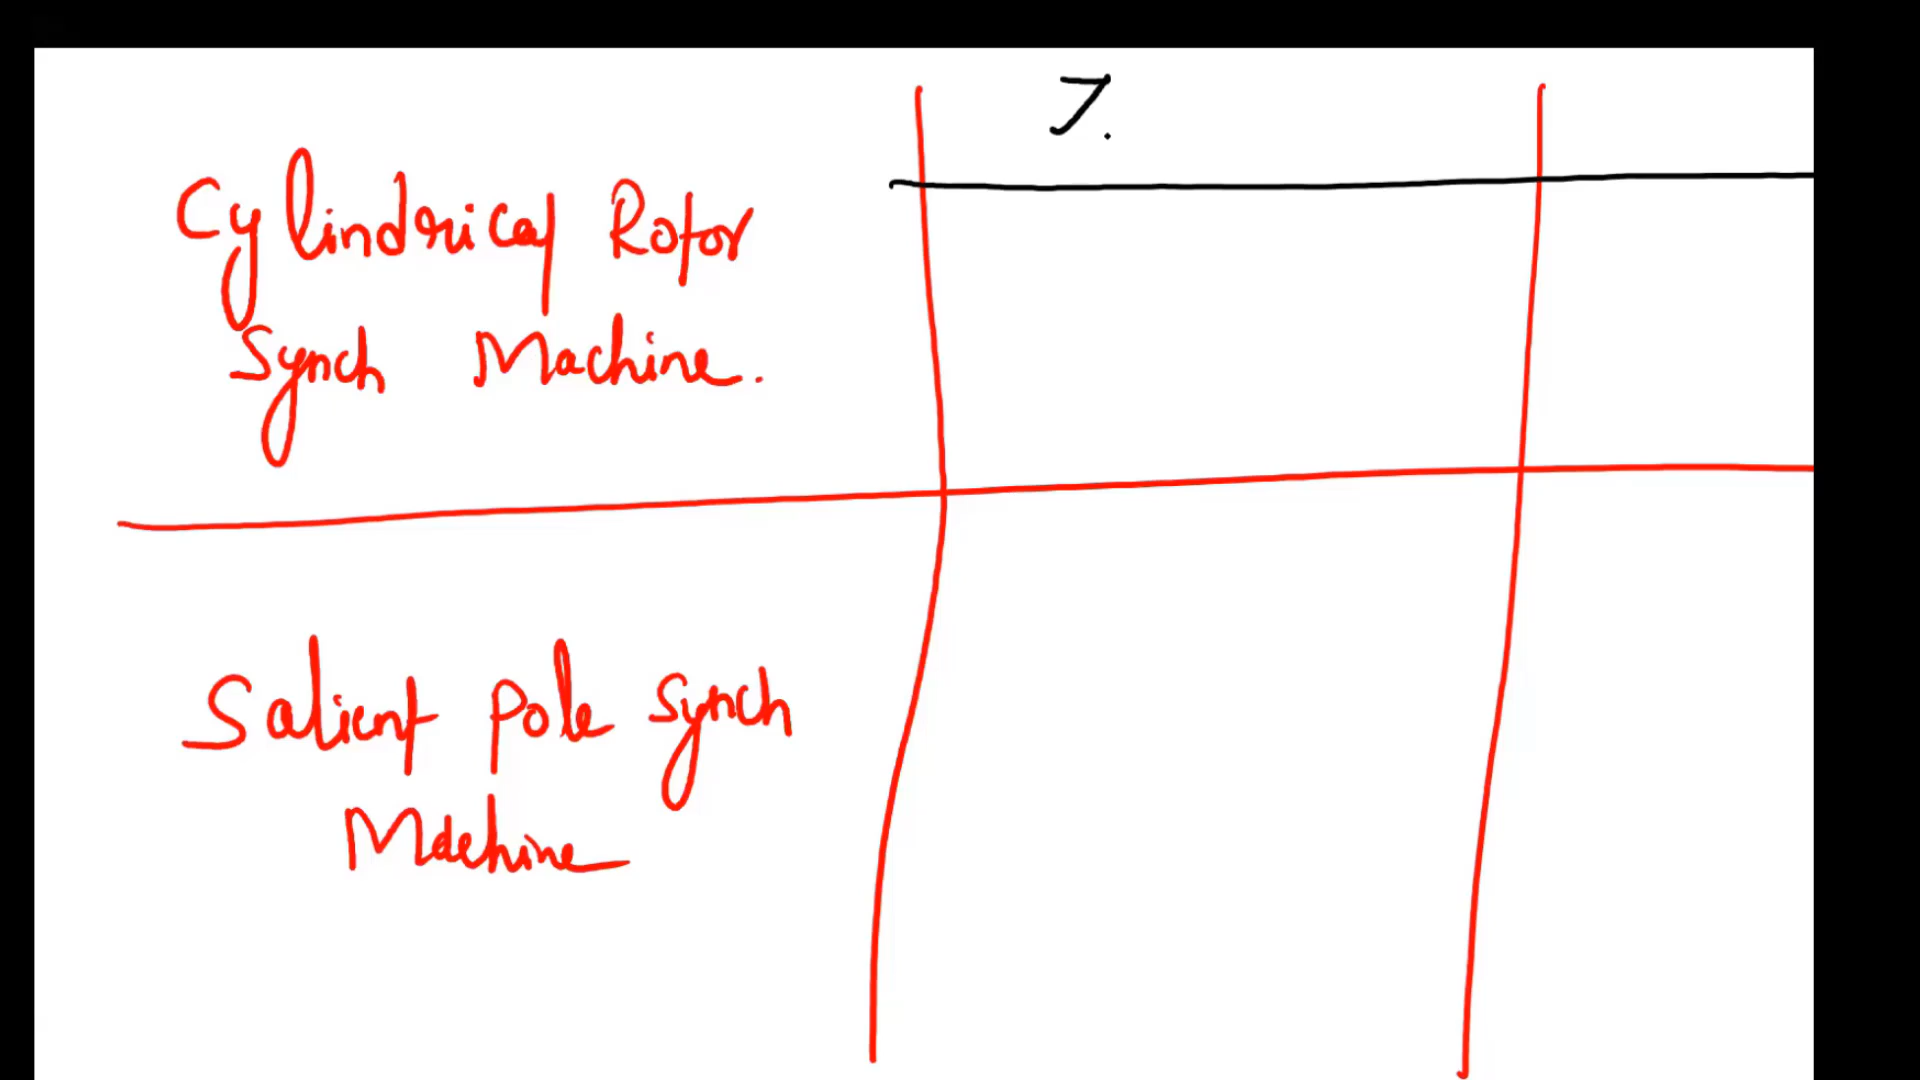 7.
Cylindrical Rotor
Synch Machine.
Salient pole synch
Machine